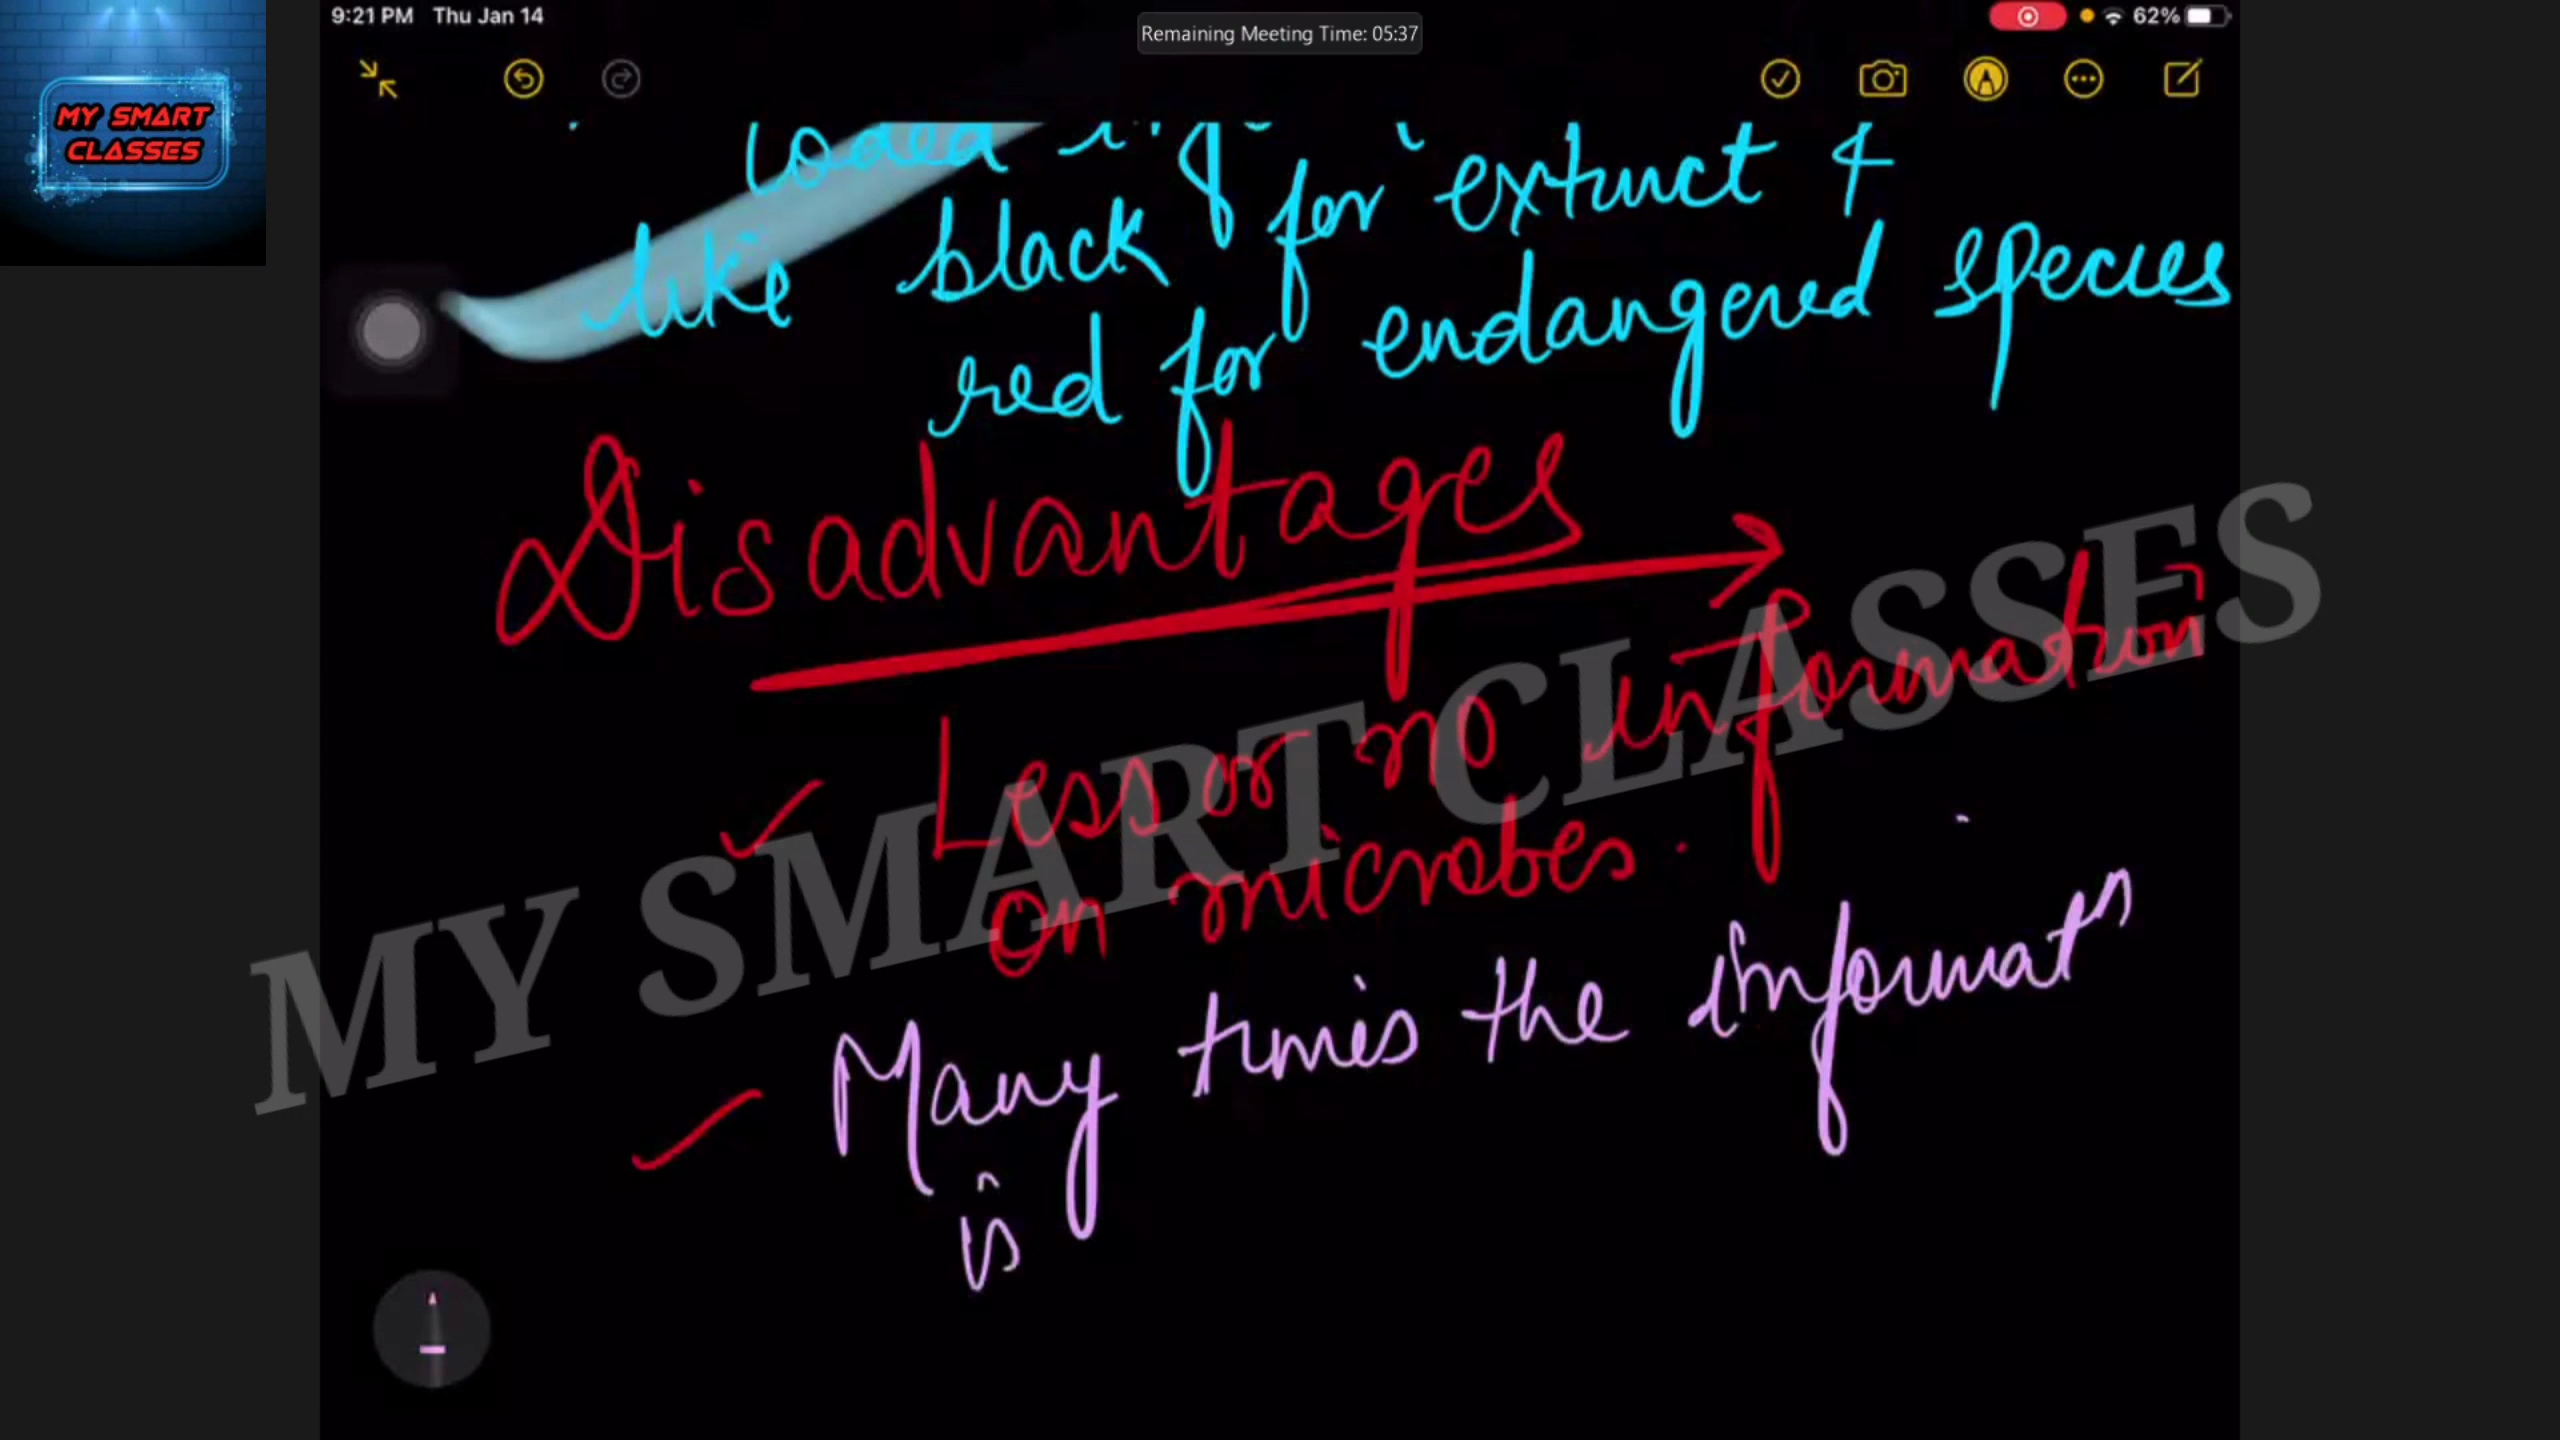 9:21 PM Thu Jan 14
Remaining Meeting Time: 05:37
62%
MY SMART
CLASSES
like black for extinct &
red for endangered species
Disadvantages
Less or no information
on microbes.
Many times the informatn
is
MY SMART CLASSES